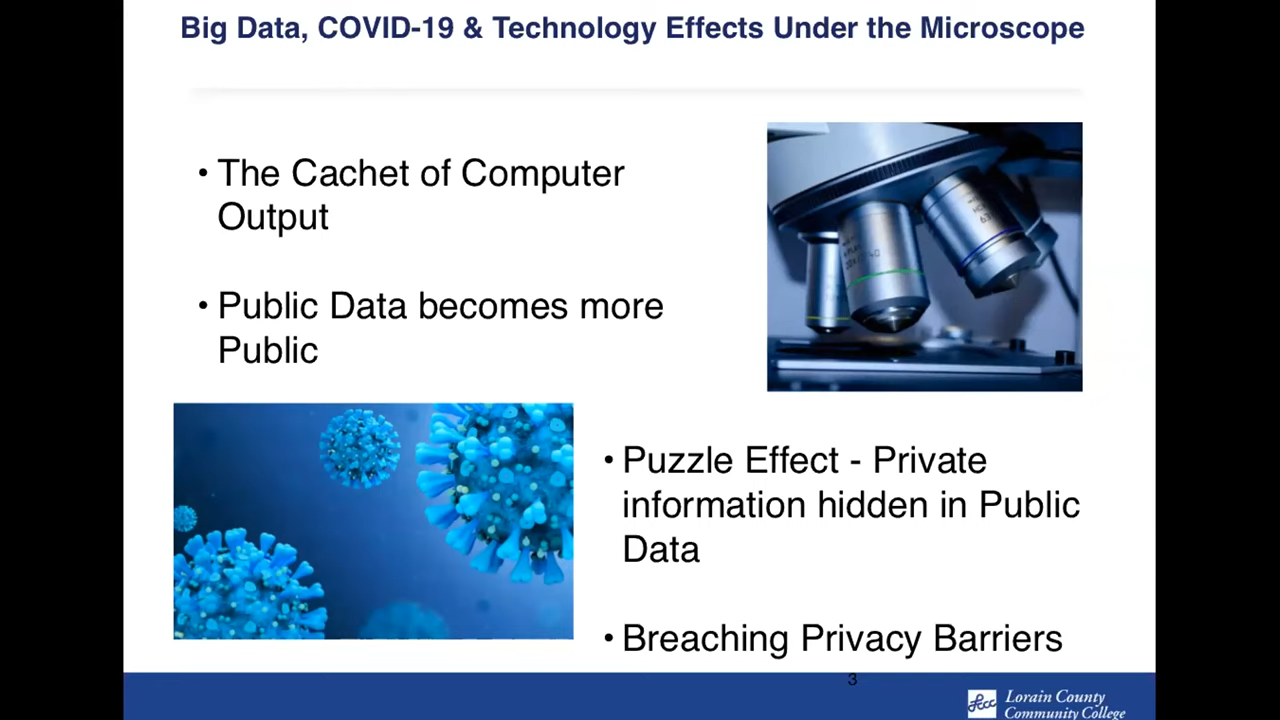 Big Data, COVID-19 & Technology Effects Under the Microscope
• The Cachet of Computer
Output
• Public Data becomes more
Public
• Puzzle Effect - Private
information hidden in Public
Data
• Breaching Privacy Barriers
3
lccc
Lorain County
Community College